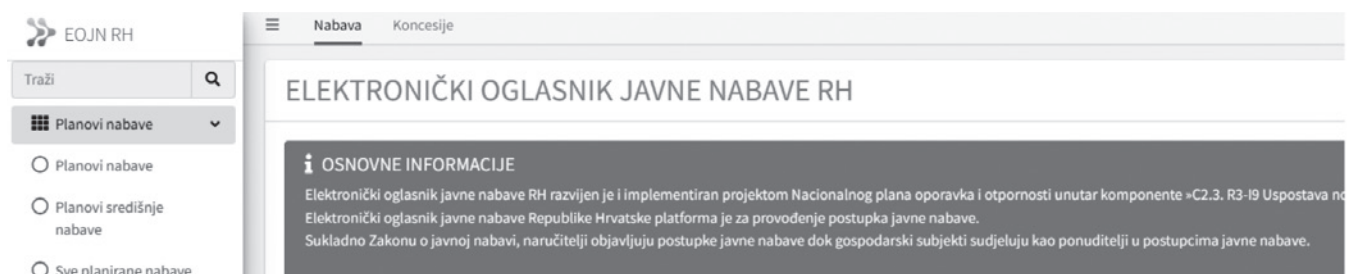 EOJN RH
Traži
Planovi nabave
Planovi nabave
Planovi središnje
nabave
Sve planirane nabave
Nabava Koncesije
ELEKTRONIČKI OGLASNIK JAVNE NABAVE RH
OSNOVNE INFORMACIJE
Elektronički oglasnik javne nabave RH razvijen je i implementiran projektom Nacionalnog plana oporavka i otpornosti unutar komponente »C2.3. R3-I9 Uspostava
Elektronički oglasnik javne nabave Republike Hrvatske platforma je za provođenje postupka javne nabave.
Sukladno Zakonu o javnoj nabavi, naručitelji objavljuju postupke javne nabave dok gospodarski subjekti sudjeluju kao ponuditelji u postupcima javne nabave.